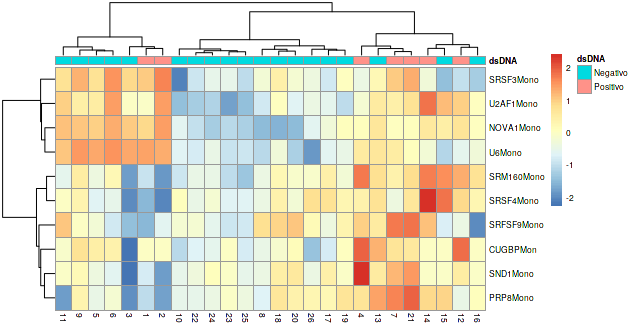 dsDNA
SRSF3Mono
U2AF1Mono
NOVA1Mono
U6Mono
SRM160Mono
SRSF4Mono
SRFSF9Mono
CUGBPMon
SND1Mono
PRP8Mono
11 9 5 6 3 1 2 10 22 24 23 25 8 18 20 26 17 19 4 13 7 21 14 15 12 16
2
1
0
-1
-2
dsDNA
Negativo
Positivo